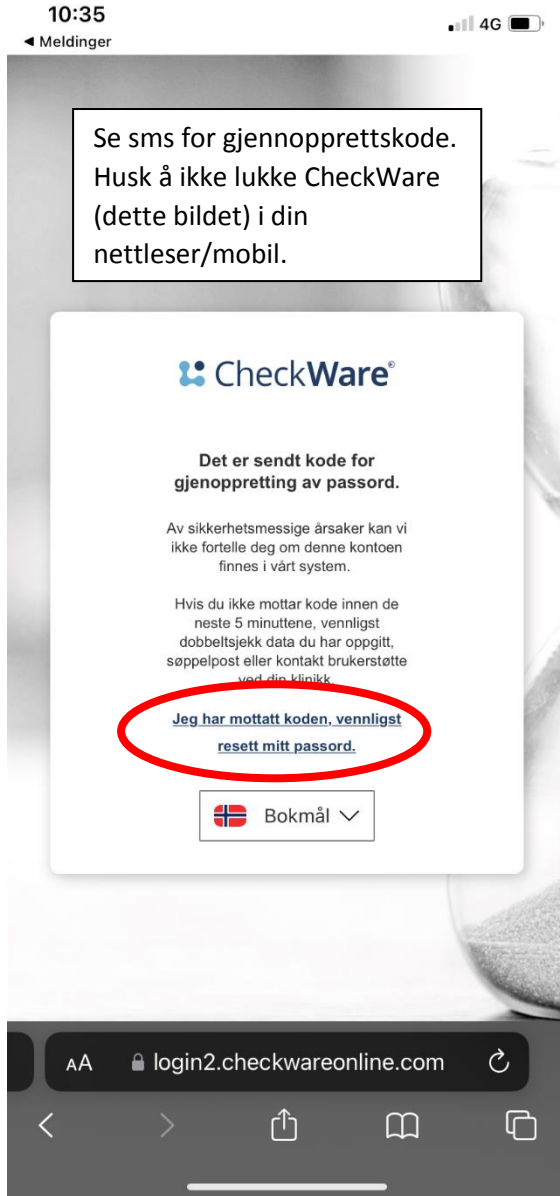 10:35
4G
Meldinger
Se sms for gjennopprettskode.
Husk å ikke lukke CheckWare
(dette bildet) i din
nettleser/mobil.
CheckWare®
Det er sendt kode for
gjenoppretting av passord.
Av sikkerhetsmessige årsaker kan vi
ikke fortelle deg om denne kontoen
finnes i vårt system.
Hvis du ikke mottar kode innen de
neste 5 minuttene, vennligst
dobbeltsjekk data du har oppgitt,
søppelpost eller kontakt brukerstøtte
ved din klinikk.
Jeg har mottatt koden, vennligst
resett mitt passord.
Bokmål
AA login2.checkwareonline.com